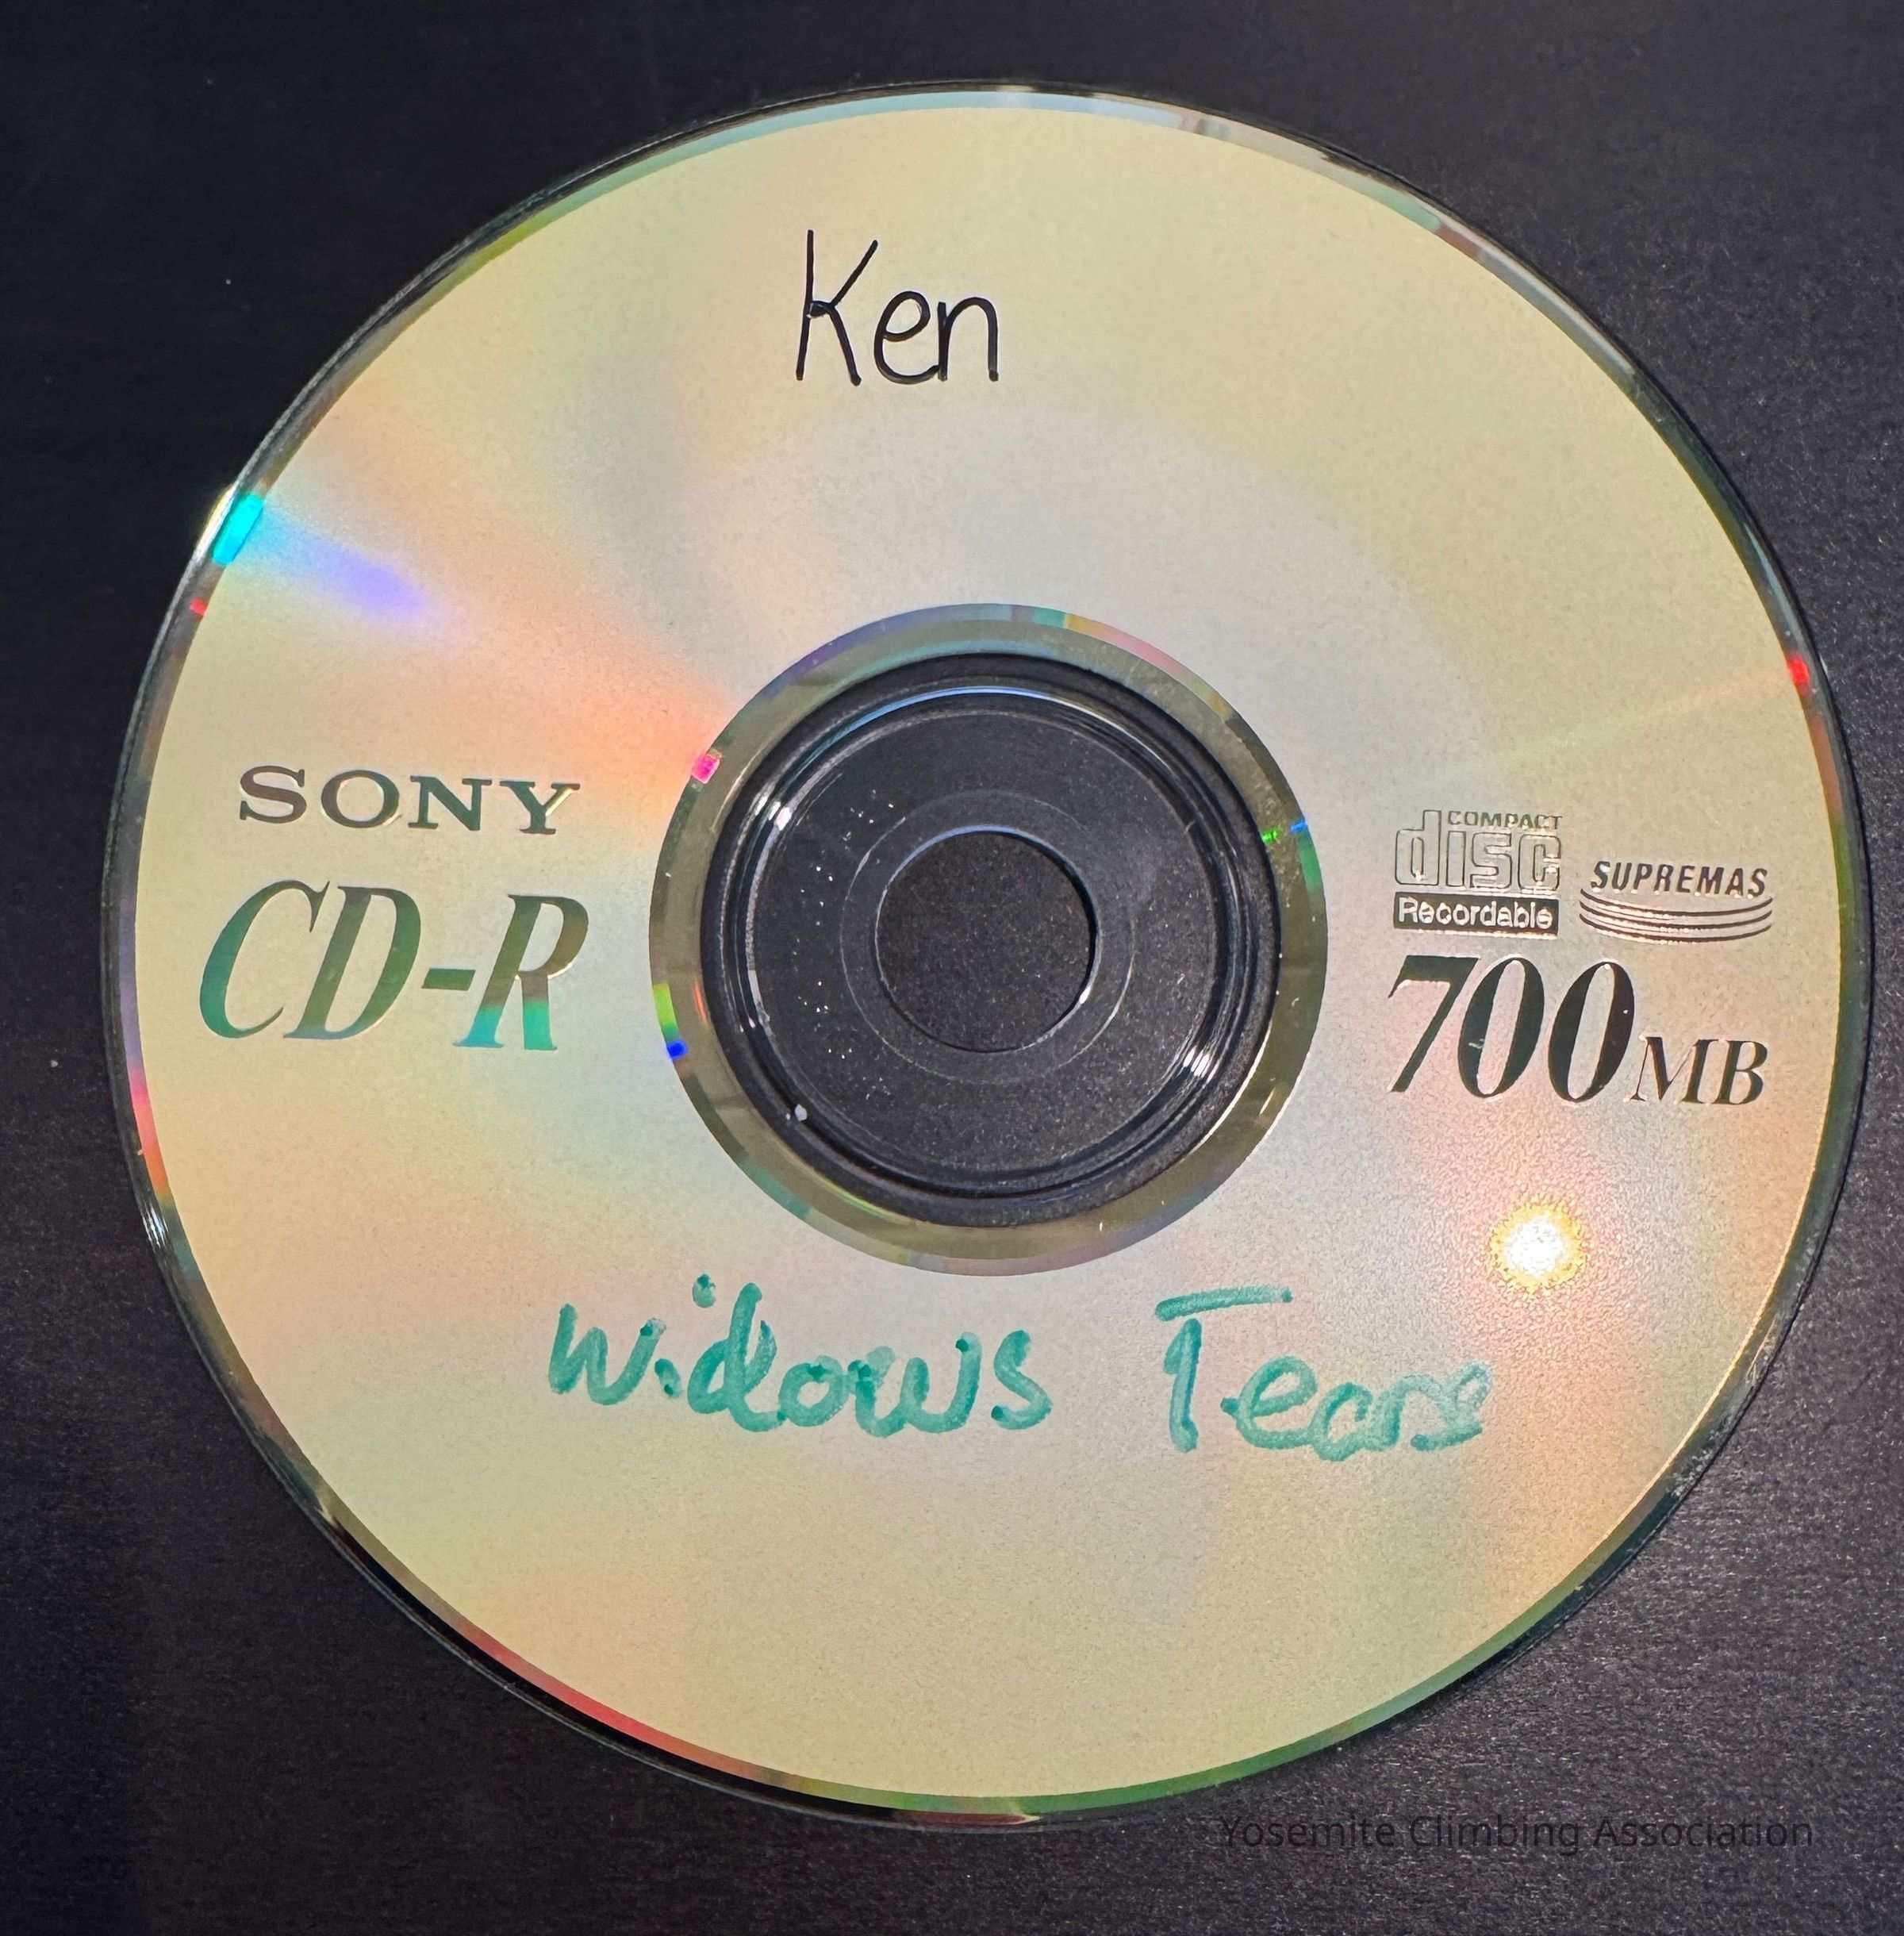 Ken
SONY
CD-R
COMPACT
disc
Recordable
SUPREMAS
700MB
Widows Tears
Yosemite Climbing Association